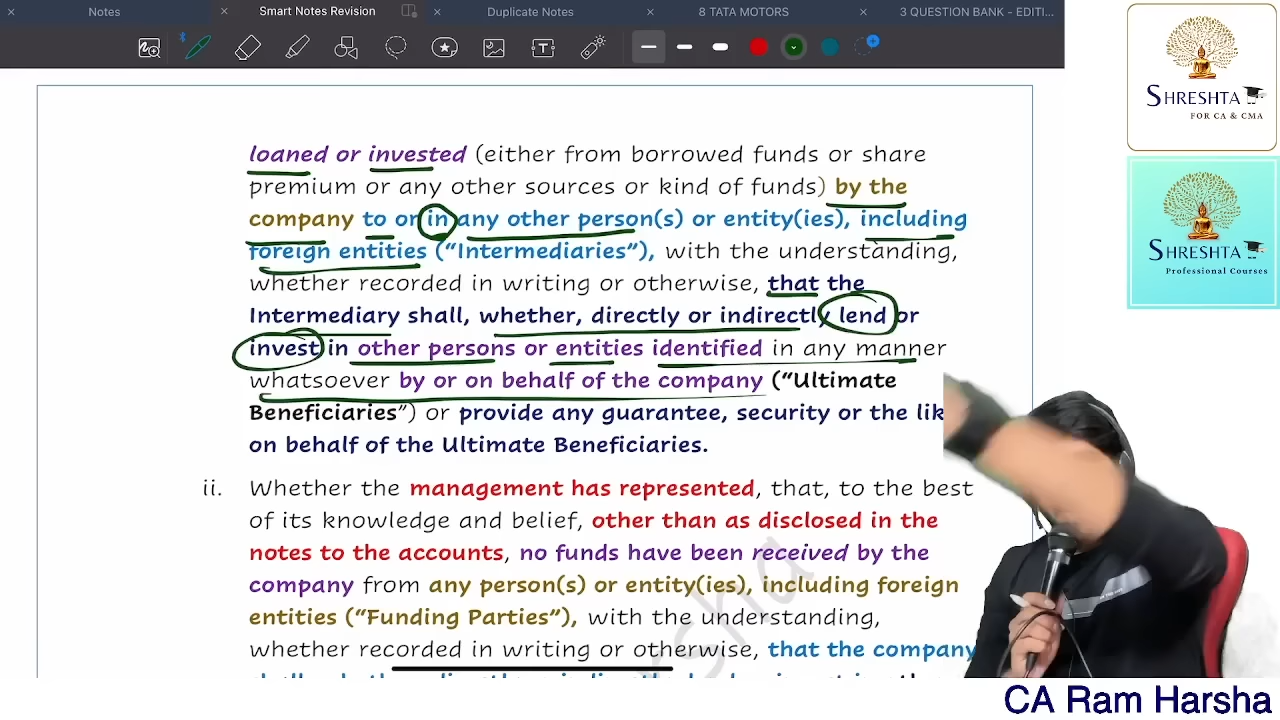 Notes
Smart Notes Revision
Duplicate Notes
8 TATA MOTORS
3 QUESTION BANK - EDITI...
SHRESHTA
FOR CA & CMA
SHRESHTA
Professional Courses
loaned or invested (either from borrowed funds or share
premium or any other sources or kind of funds) by the
company to or in any other person(s) or entity(ies), including
foreign entities (“Intermediaries”), with the understanding,
whether recorded in writing or otherwise, that the
Intermediary shall, whether, directly or indirectly lend or
invest in other persons or entities identified in any manner
whatsoever by or on behalf of the company (“Ultimate
Beneficiaries”) or provide any guarantee, security or the lik
on behalf of the Ultimate Beneficiaries.
ii. Whether the management has represented, that, to the best
of its knowledge and belief, other than as disclosed in the
notes to the accounts, no funds have been received by the
company from any person(s) or entity(ies), including foreign
entities (“Funding Parties”), with the understanding,
whether recorded in writing or otherwise, that the company
CA Ram Harsha